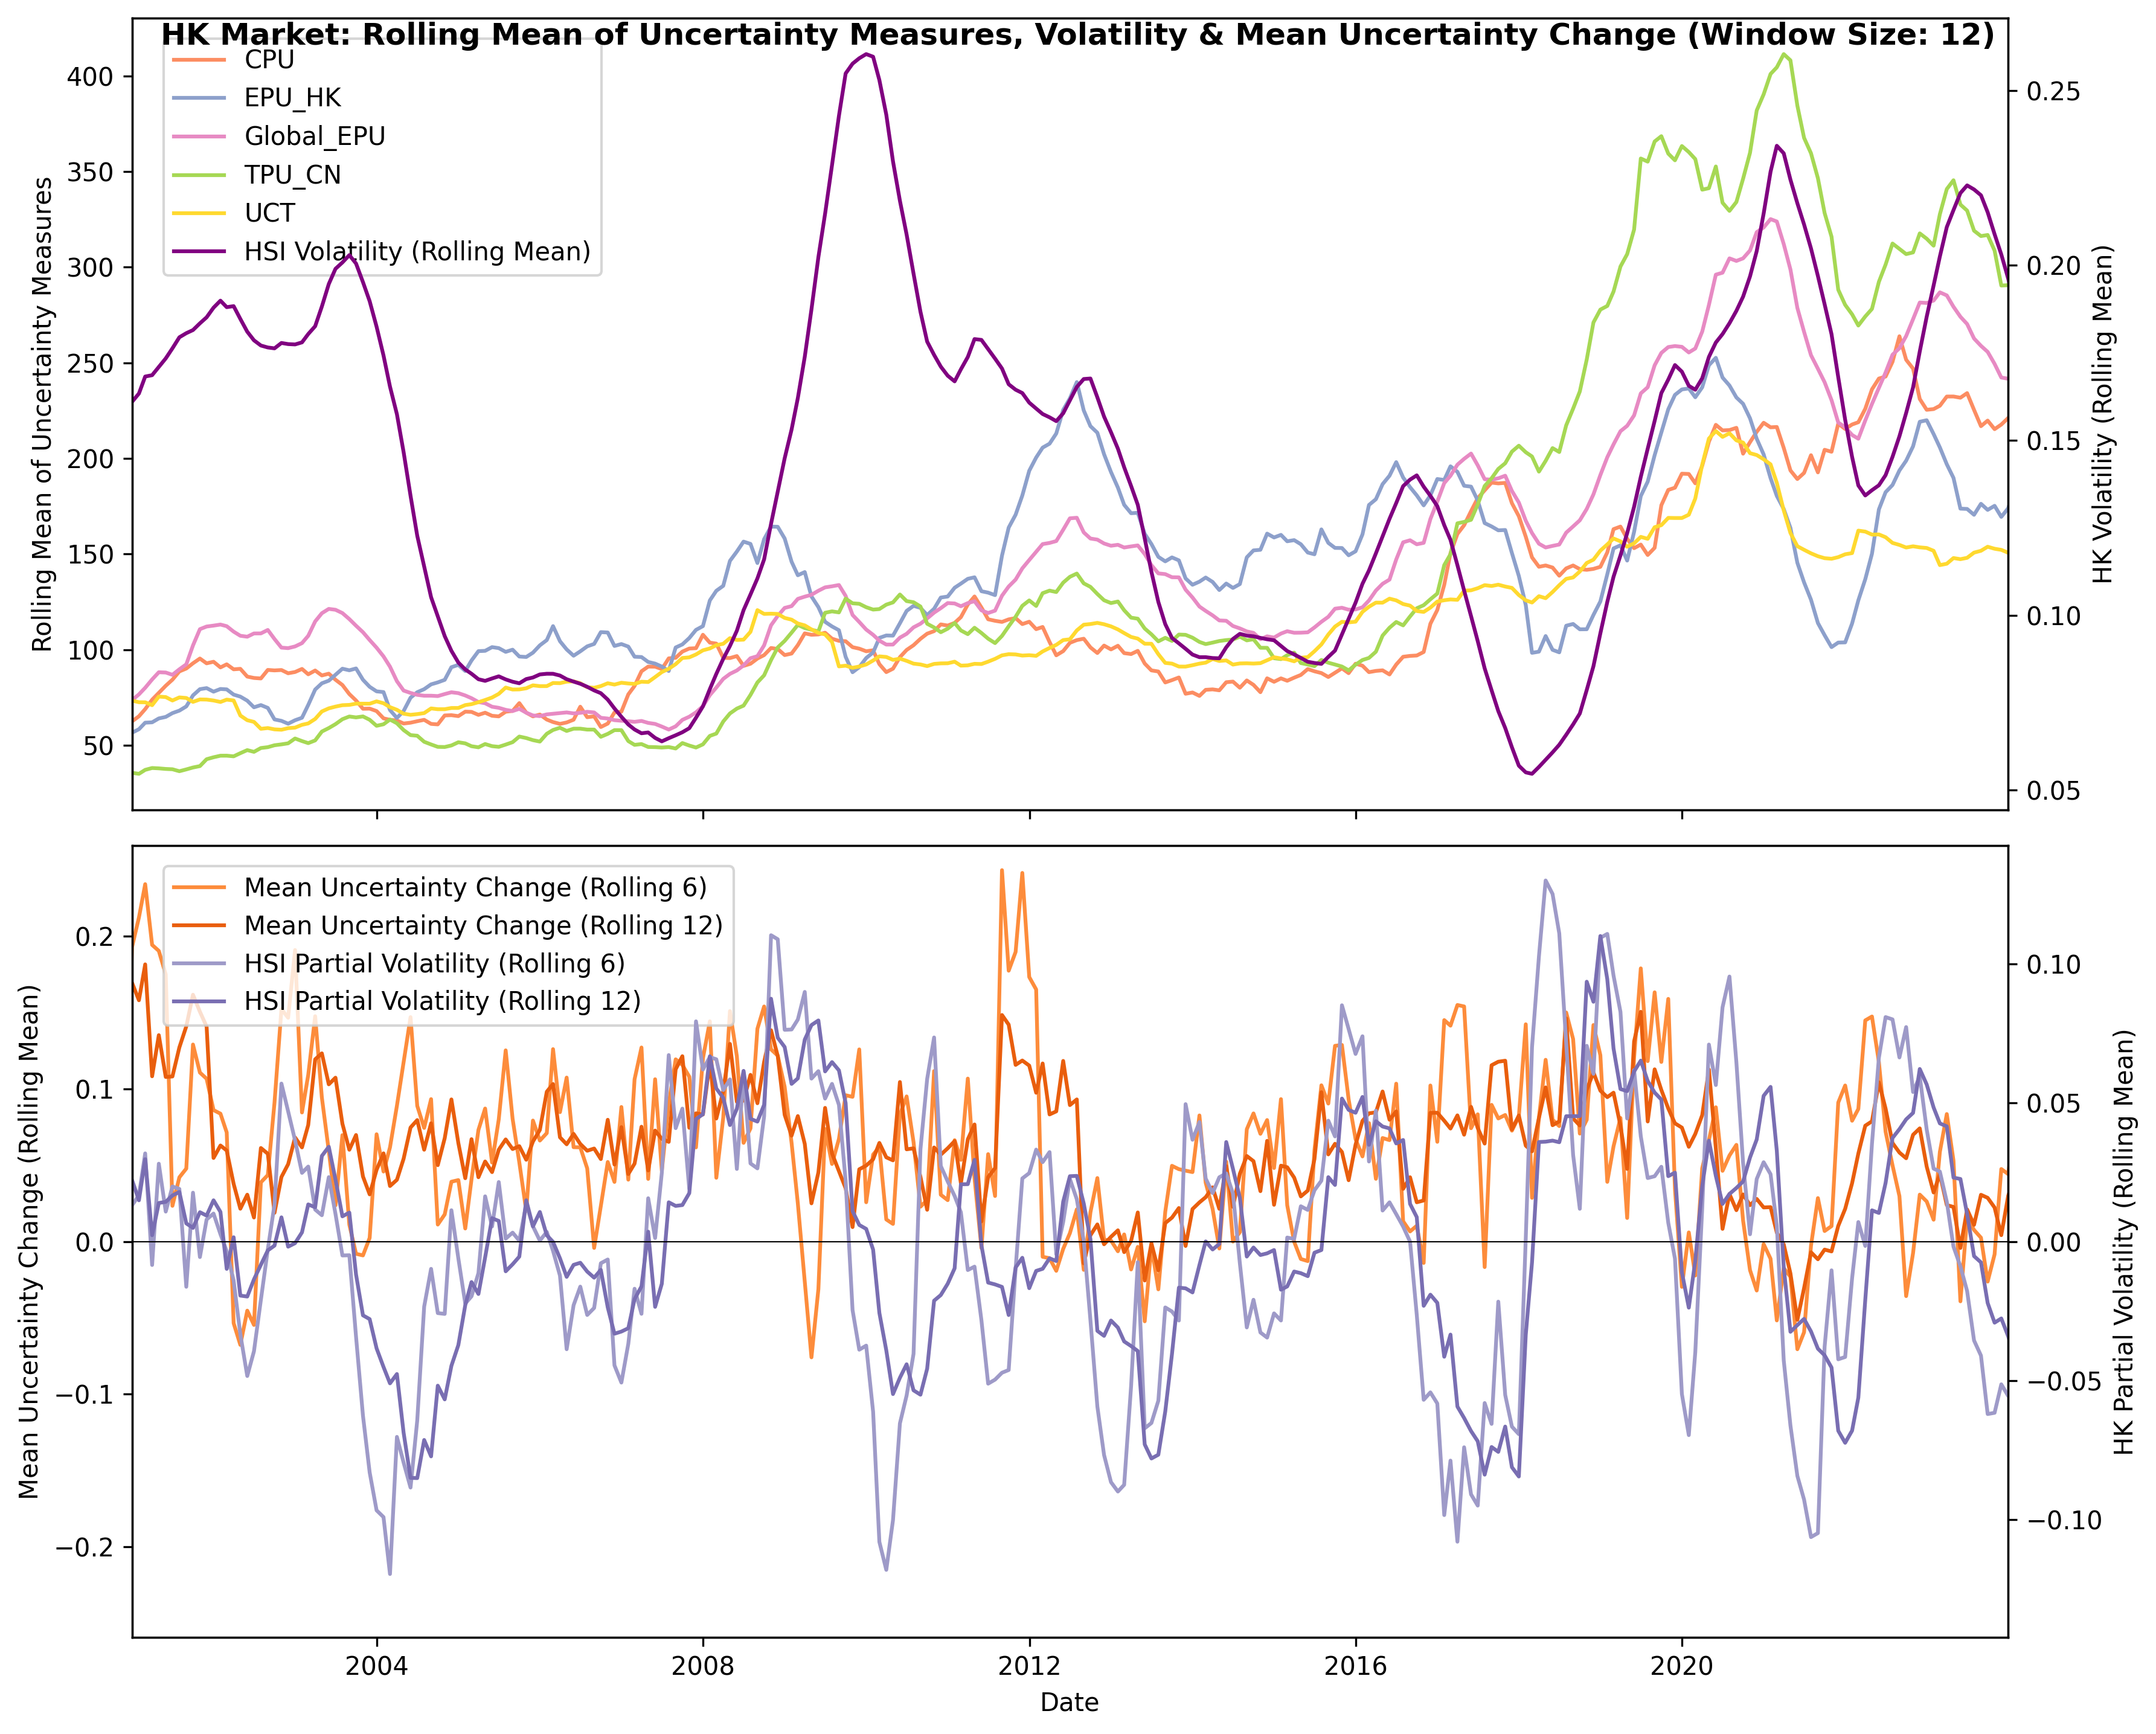 HK Market: Rolling Mean of Uncertainty Measures, Volatility & Mean Uncertainty Change (Window Size: 12)
CPU
EPU_HK
Global_EPU
TPU_CN
UCT
HSI Volatility (Rolling Mean)
Rolling Mean of Uncertainty Measures
400
350
300
250
200
150
100
50
HK Volatility (Rolling Mean)
0.25
0.20
0.15
0.10
0.05
Mean Uncertainty Change (Rolling 6)
Mean Uncertainty Change (Rolling 12)
HSI Partial Volatility (Rolling 6)
HSI Partial Volatility (Rolling 12)
Mean Uncertainty Change (Rolling Mean)
0.2
0.1
0.0
−0.1
−0.2
HK Partial Volatility (Rolling Mean)
0.10
0.05
0.00
−0.05
−0.10
2004
2008
2012
2016
2020
Date